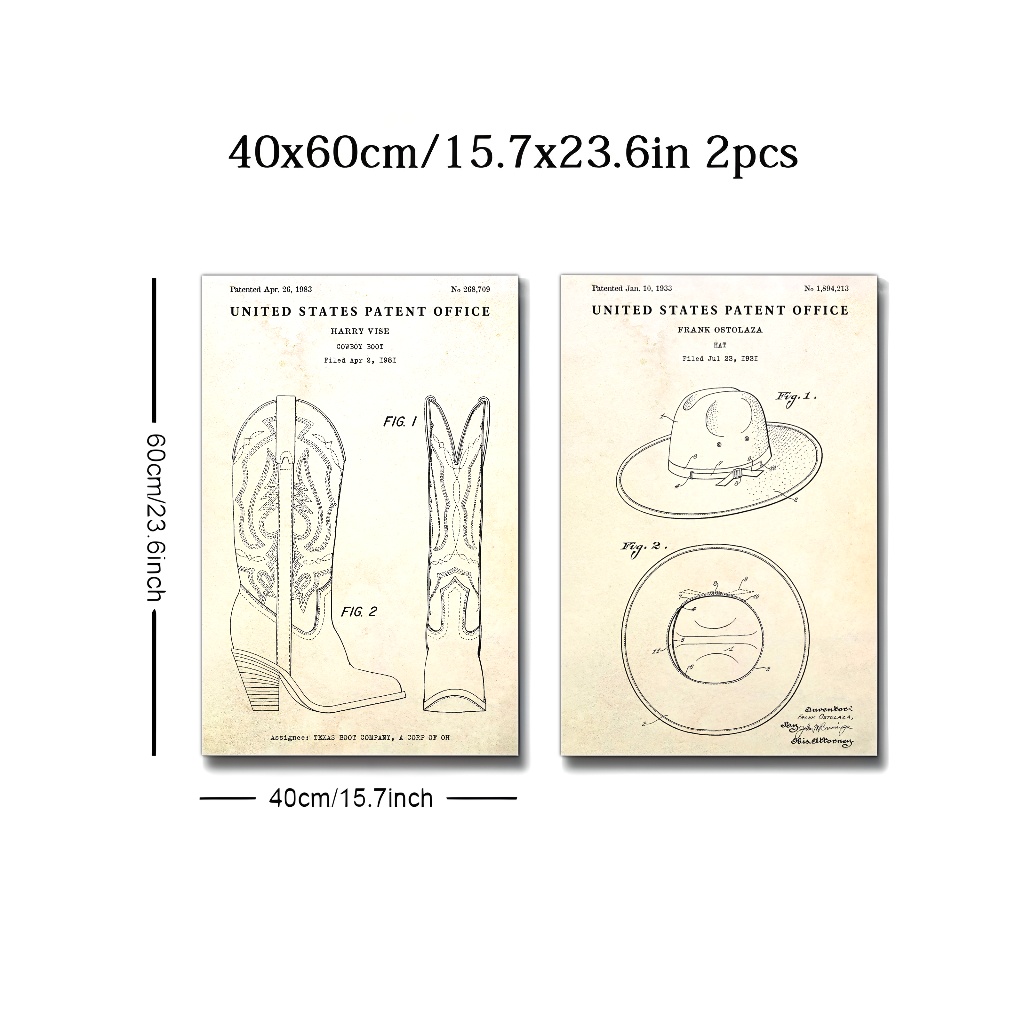 40x60cm/15.7x23.6in 2pcs
Patented Apr. 26, 1983 No 268,709
UNITED STATES PATENT OFFICE
HARRY VISE
COWBOY BOOT
Filed Apr 2, 1981
FIG. 1
FIG. 2
Assignee: TEXAS BOOT COMPANY, A CORP OF OH
Patented Jan. 10, 1933 No 1,894,213
UNITED STATES PATENT OFFICE
FRANK OSTOLAZA
HAT
Filed Jul 23, 1931
Fig. 1.
Fig. 2.
Inventor:
FRANK OSTOLAZA,
By
His Attorney
60cm/23.6inch
40cm/15.7inch